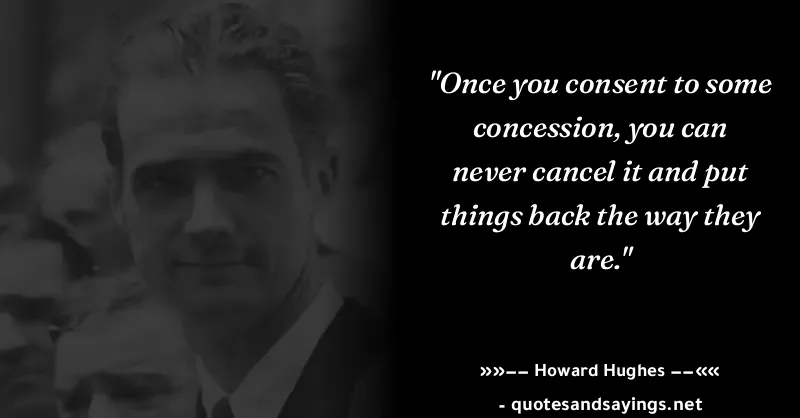 "Once you consent to some
concession, you can
never cancel it and put
things back the way they
are."
»»−− Howard Hughes −−««
- quotesandsayings.net